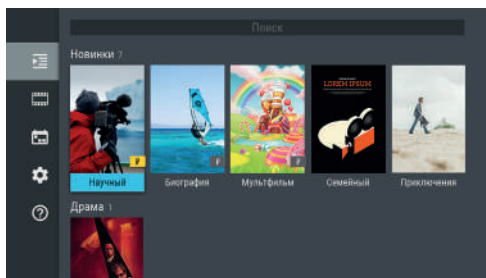 Поиск
Новинки 7
LOREM IPSUM
₽
₽
₽
Научный
Биография
Мультфильм
Семейный
Приключения
Драма 1